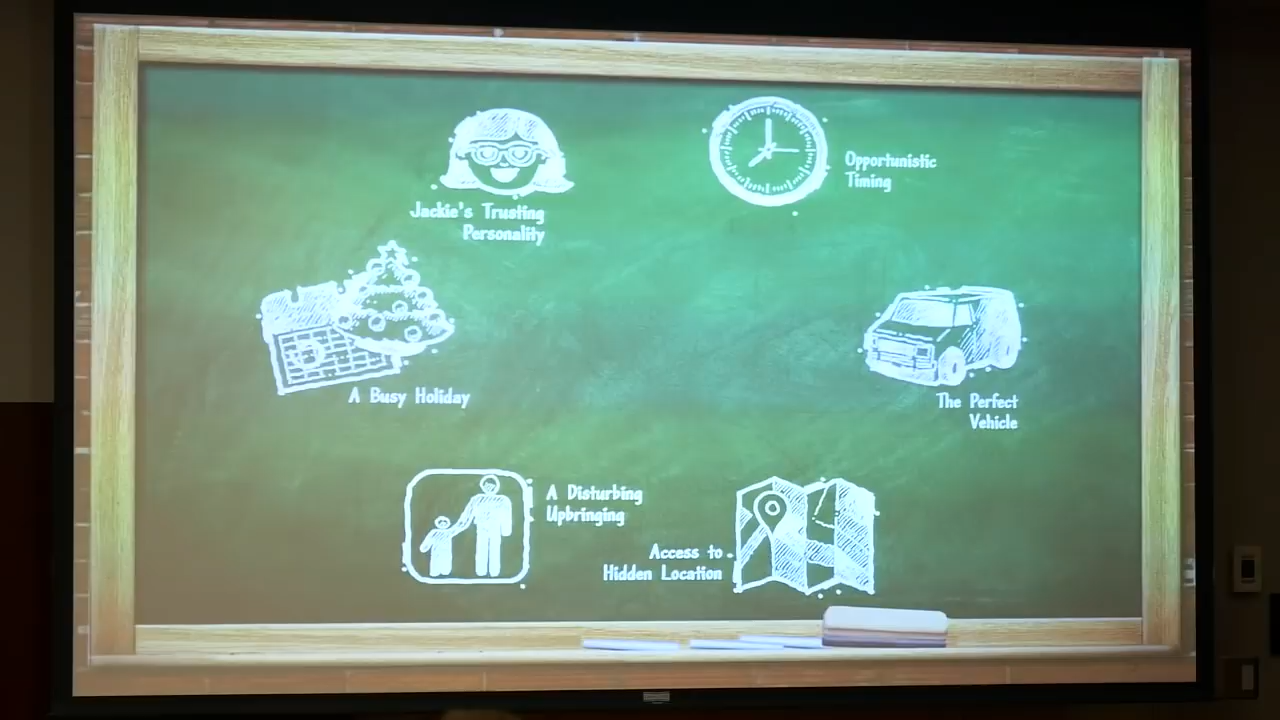 Jackie's Trusting
Personality
Opportunistic
Timing
A Busy Holiday
The Perfect
Vehicle
A Disturbing
Upbringing
Access to
Hidden Location